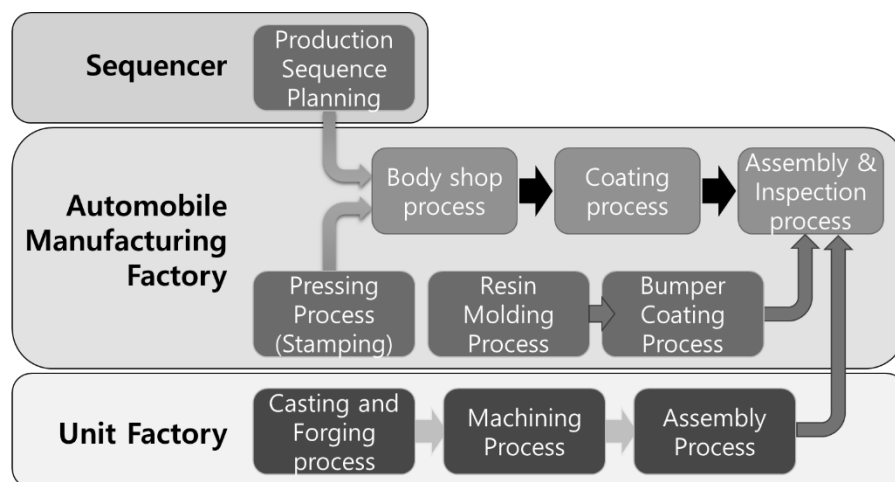 Sequencer
Production
Sequence
Planning
Automobile
Manufacturing
Factory
Body shop
process
Coating
process
Assembly &
Inspection
process
Pressing
Process
(Stamping)
Resin
Molding
Process
Bumper
Coating
Process
Unit Factory
Casting and
Forging
process
Machining
Process
Assembly
Process